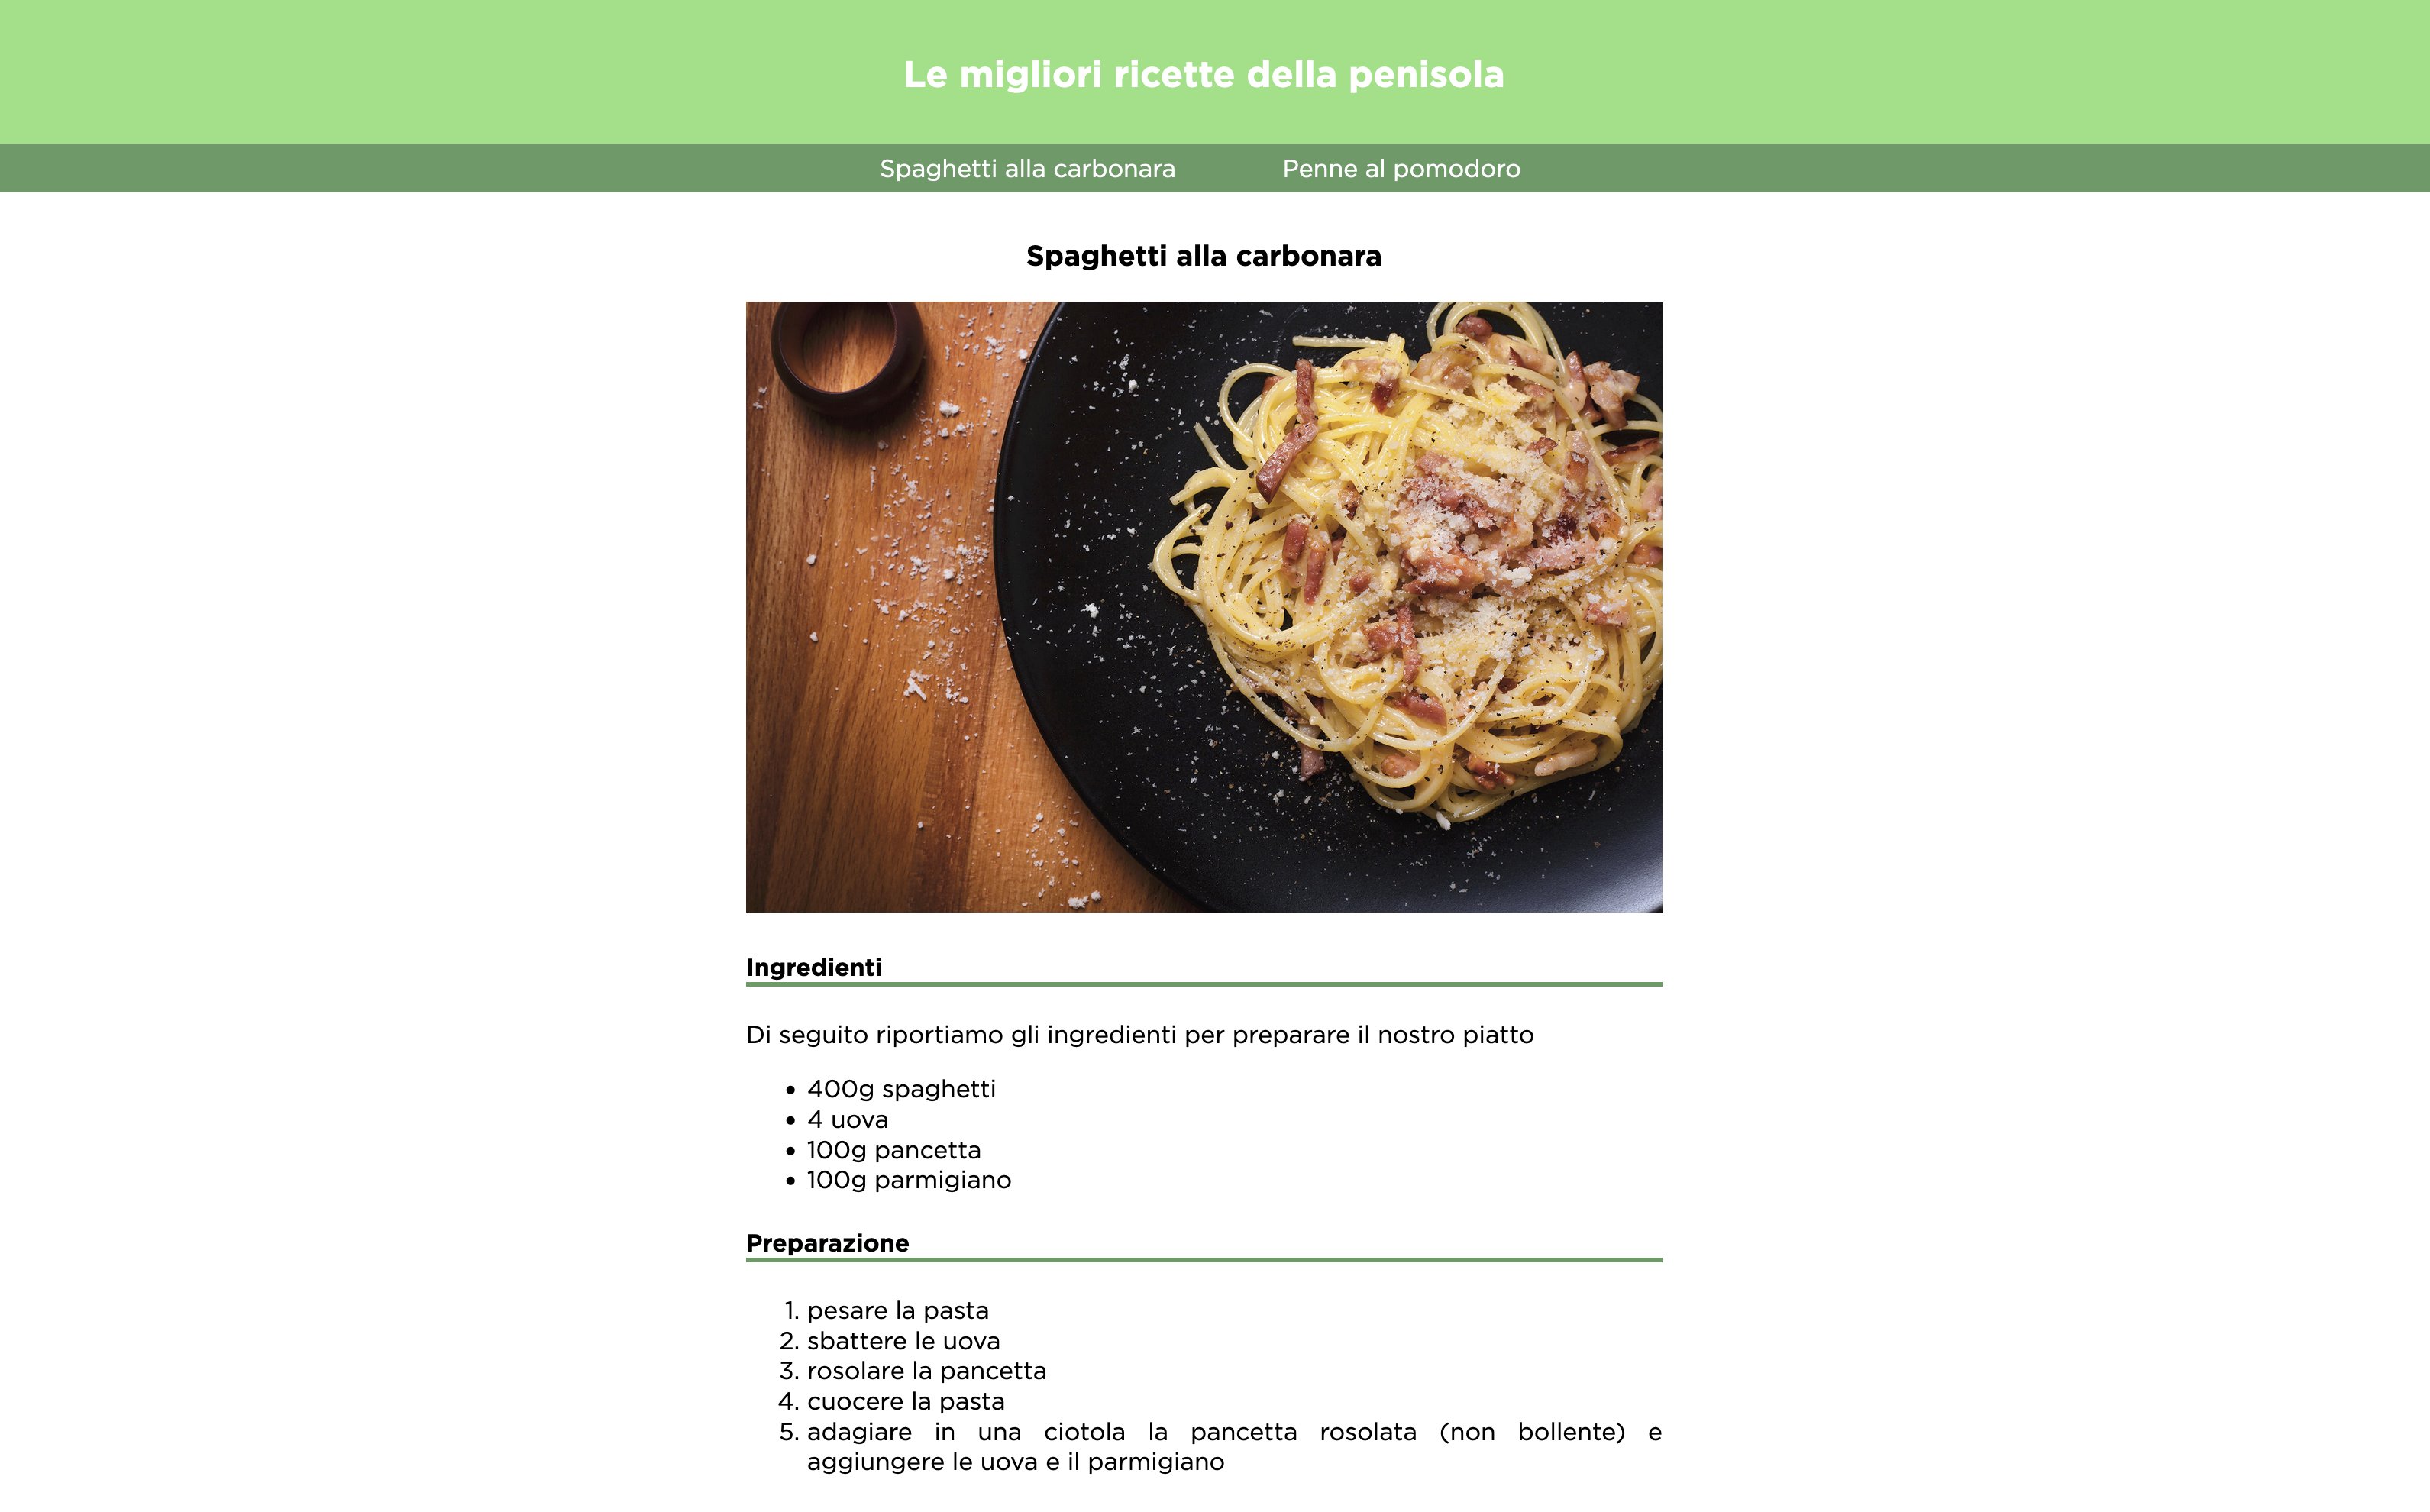 Le migliori ricette della penisola
Spaghetti alla carbonara
Penne al pomodoro
Spaghetti alla carbonara
Ingredienti
Di seguito riportiamo gli ingredienti per preparare il nostro piatto
• 400g spaghetti
• 4 uova
• 100g pancetta
• 100g parmigiano
Preparazione
1. pesare la pasta
2. sbattere le uova
3. rosolare la pancetta
4. cuocere la pasta
5. adagiare in una ciotola la pancetta rosolata (non bollente) e
aggiungere le uova e il parmigiano